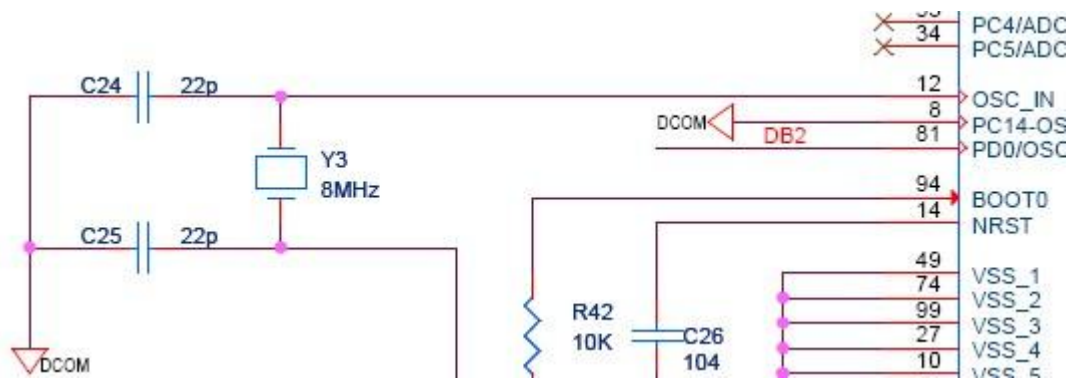 34
PC4/ADC
PC5/ADC
C24 22p
12
OSC_IN
8
DCOM
DB2
PC14-OS
81
PD0/OSC
Y3
8MHz
94
BOOT0
14
NRST
C25 22p
49
VSS_1
74
VSS_2
99
VSS_3
27
VSS_4
10
VSS_5
R42
10K
C26
104
DCOM